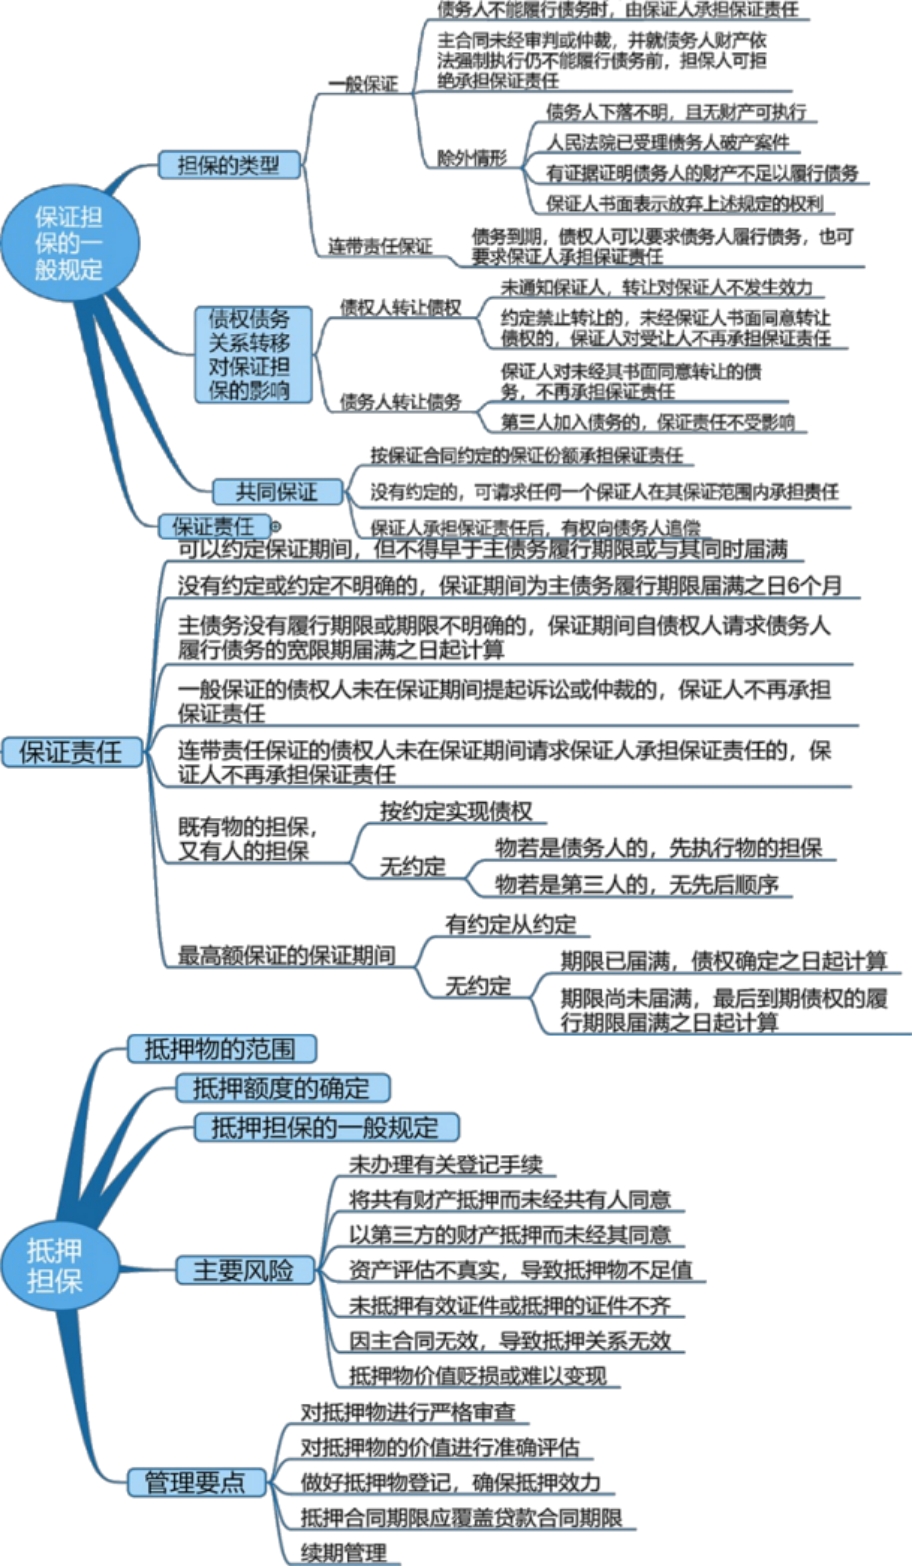 保证担
保的一
般规定
担保的类型
一般保证
债务人不能履行债务时，由保证人承担保证责任
主合同未经审判或仲裁，并就债务人财产依
法强制执行仍不能履行债务前，担保人可拒
绝承担保证责任
除外情形
债务人下落不明，且无财产可执行
人民法院已受理债务人破产案件
有证据证明债务人的财产不足以履行债务
保证人书面表示放弃上述规定的权利
连带责任保证
债务到期，债权人可以要求债务人履行债务，也可
要求保证人承担保证责任
债权债务
关系转移
对保证担
保的影响
债权人转让债权
未通知保证人，转让对保证人不发生效力
约定禁止转让的，未经保证人书面同意转让
债权的，保证人对受让人不再承担保证责任
债务人转让债务
保证人对未经其书面同意转让的债
务，不再承担保证责任
第三人加入债务的，保证责任不受影响
共同保证
按保证合同约定的保证份额承担保证责任
没有约定的，可请求任何一个保证人在其保证范围内承担责任
保证人承担保证责任后，有权向债务人追偿
保证责任
保证责任
可以约定保证期间，但不得早于主债务履行期限或与其同时届满
没有约定或约定不明确的，保证期间为主债务履行期限届满之日6个月
主债务没有履行期限或期限不明确的，保证期间自债权人请求债务人
履行债务的宽限期届满之日起计算
一般保证的债权人未在保证期间提起诉讼或仲裁的，保证人不再承担
保证责任
连带责任保证的债权人未在保证期间请求保证人承担保证责任的，保
证人不再承担保证责任
既有物的担保，
又有人的担保
按约定实现债权
无约定
物若是债务人的，先执行物的担保
物若是第三人的，无先后顺序
最高额保证的保证期间
有约定从约定
无约定
期限已届满，债权确定之日起计算
期限尚未届满，最后到期债权的履
行期限届满之日起计算
抵押
担保
抵押物的范围
抵押额度的确定
抵押担保的一般规定
主要风险
未办理有关登记手续
将共有财产抵押而未经共有人同意
以第三方的财产抵押而未经其同意
资产评估不真实，导致抵押物不足值
未抵押有效证件或抵押的证件不齐
因主合同无效，导致抵押关系无效
抵押物价值贬损或难以变现
管理要点
对抵押物进行严格审查
对抵押物的价值进行准确评估
做好抵押物登记，确保抵押效力
抵押合同期限应覆盖贷款合同期限
续期管理